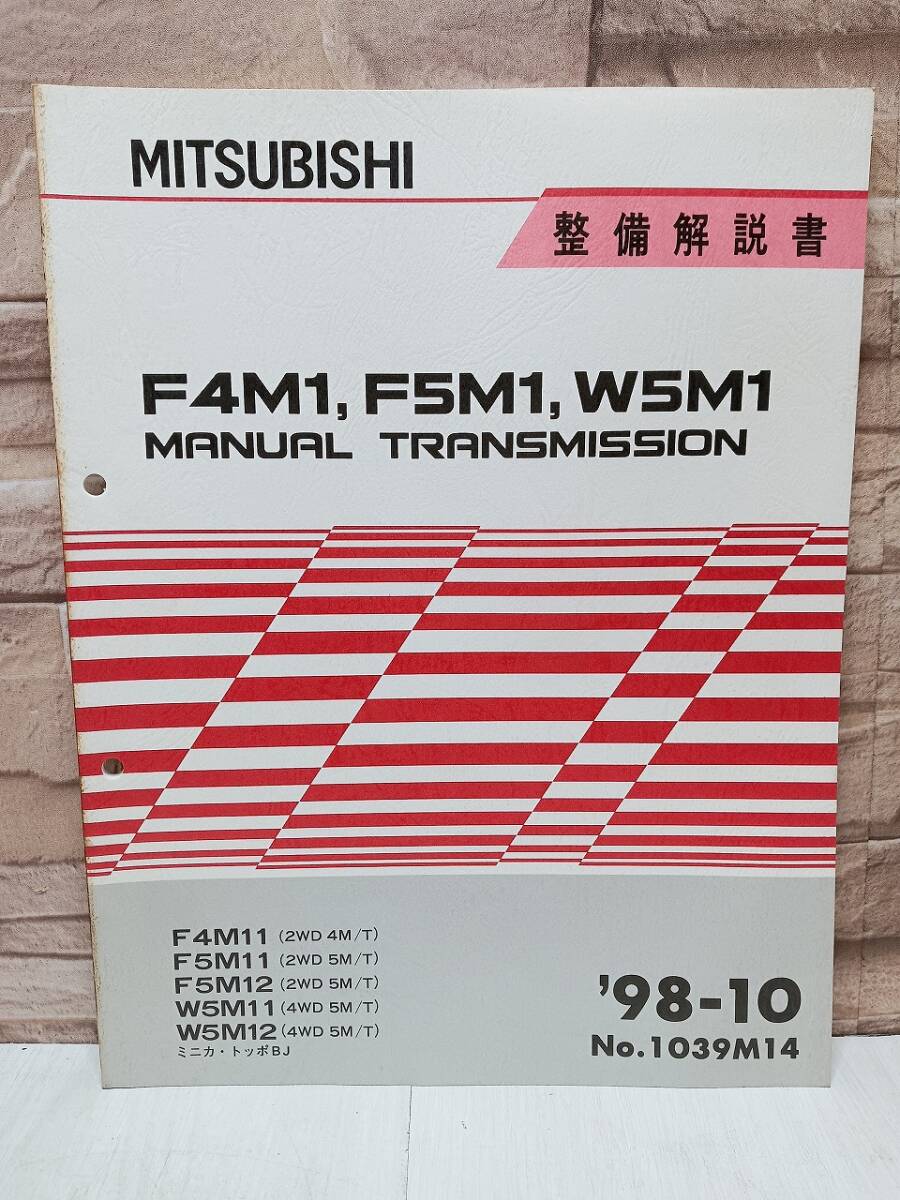 MITSUBISHI
整備解説書
F4M1, F5M1, W5M1
MANUAL TRANSMISSION
F4M11 (2WD 4M/T)
F5M11 (2WD 5M/T)
F5M12 (2WD 5M/T)
W5M11 (4WD 5M/T)
W5M12 (4WD 5M/T)
ミニカ・トッポBJ
'98-10
No.1039M14